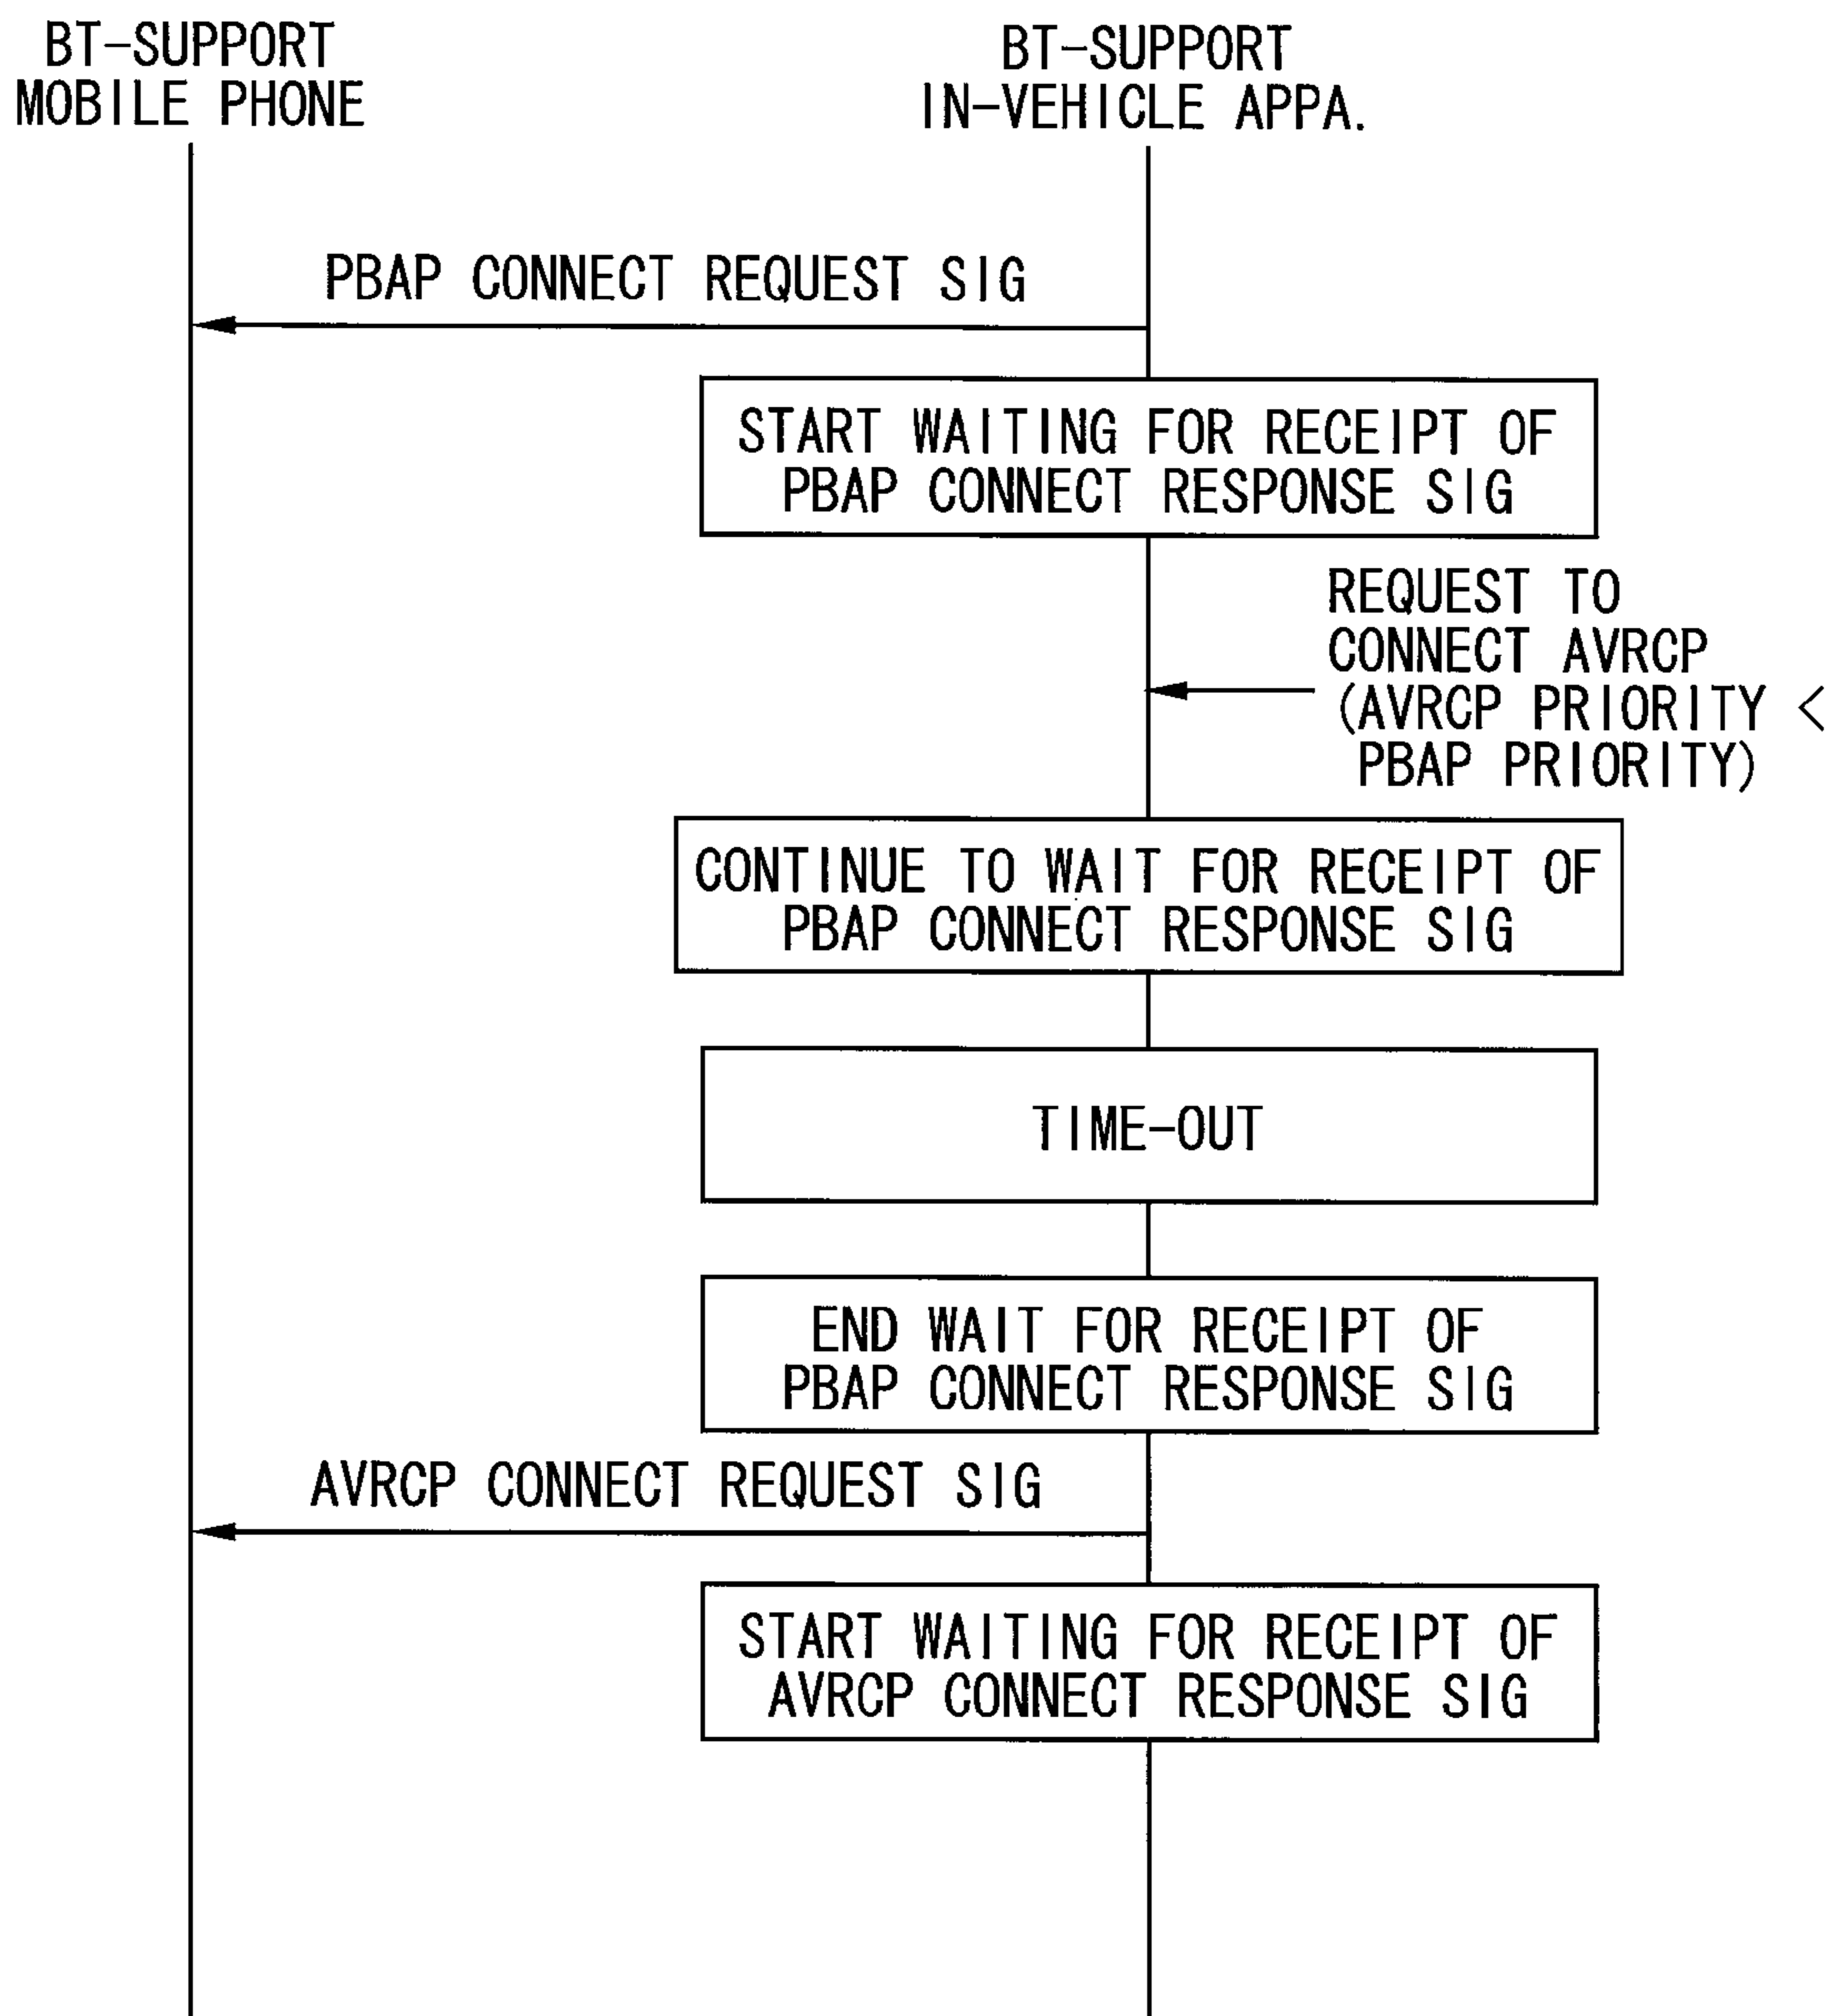 BT-SUPPORT
MOBILE PHONE
BT-SUPPORT
IN-VEHICLE APPA.
PBAP CONNECT REQUEST SIG
START WAITING FOR RECEIPT OF
PBAP CONNECT RESPONSE SIG
REQUEST TO
CONNECT AVRCP
(AVRCP PRIORITY <
PBAP PRIORITY)
CONTINUE TO WAIT FOR RECEIPT OF
PBAP CONNECT RESPONSE SIG
TIME-OUT
END WAIT FOR RECEIPT OF
PBAP CONNECT RESPONSE SIG
AVRCP CONNECT REQUEST SIG
START WAITING FOR RECEIPT OF
AVRCP CONNECT RESPONSE SIG